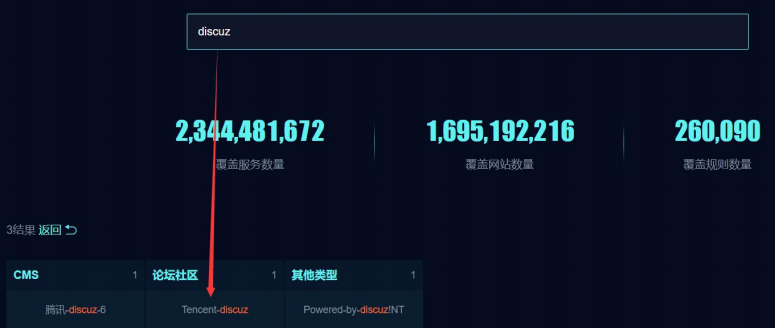 discuz
2,344,481,672 1,695,192,216 260,090
覆盖服务数量 覆盖网站数量 覆盖规则数量
3结果 返回
CMS 1 论坛社区 1 其他类型 1
腾讯-discuz-6 Tencent-discuz Powered-by-discuz!NT